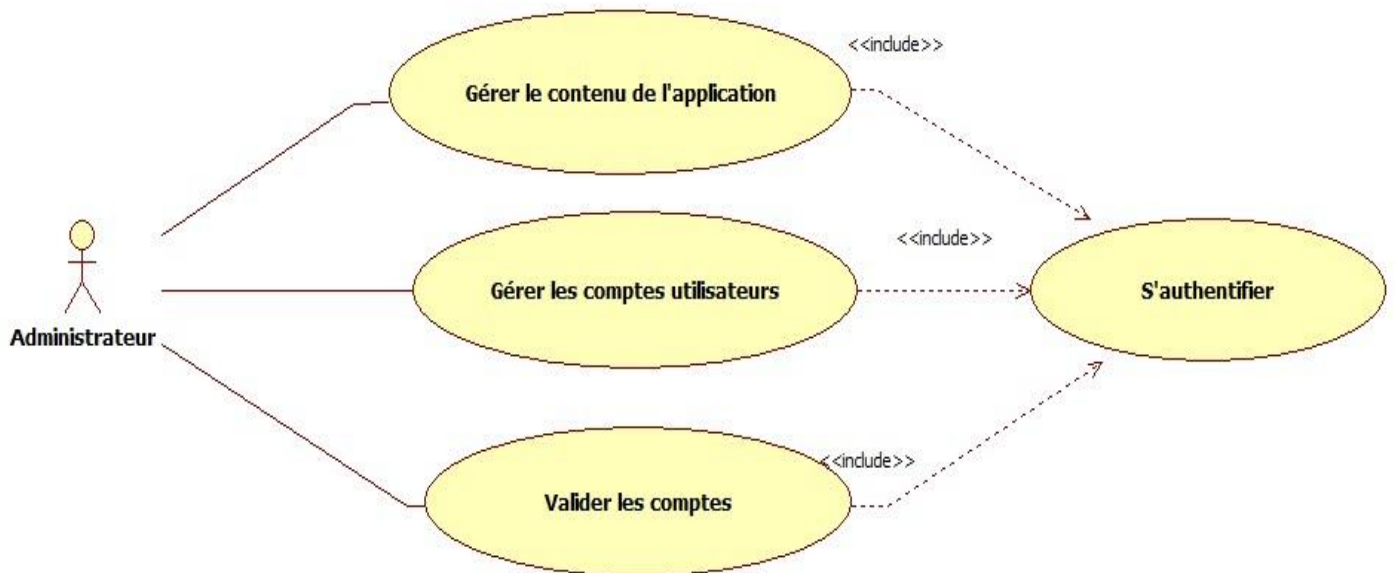 <<include>>
Gérer le contenu de l'application
<<include>>
Gérer les comptes utilisateurs
S'authentifier
Administrateur
<<include>>
Valider les comptes